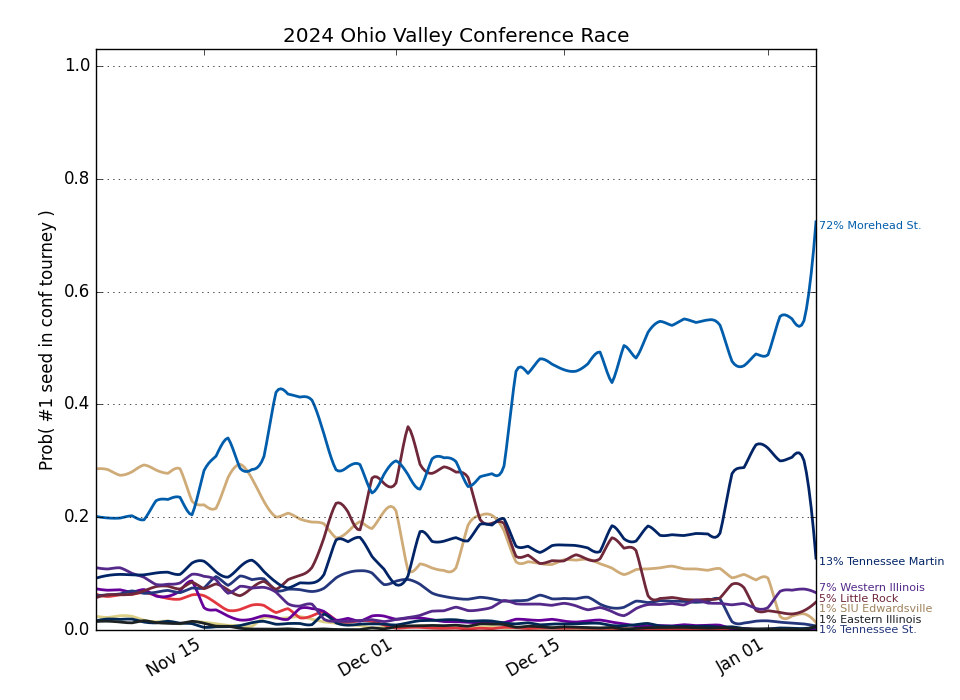 2024 Ohio Valley Conference Race
Prob( #1 seed in conf tourney )
1.0
0.8
0.6
0.4
0.2
0.0
Nov 15
Dec 01
Dec 15
Jan 01
72% Morehead St.
13% Tennessee Martin
7% Western Illinois
5% Little Rock
1% SIU Edwardsville
1% Eastern Illinois
1% Tennessee St.